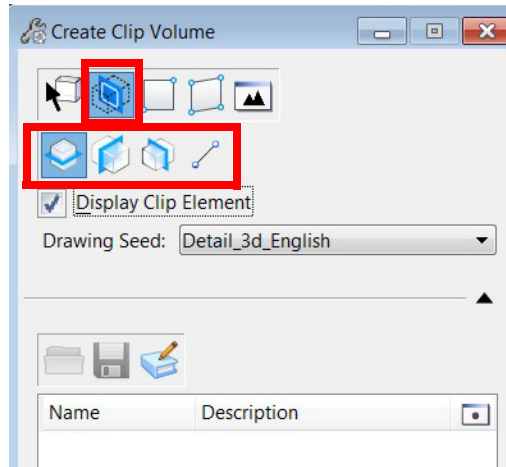 Create Clip Volume
Display Clip Element
Drawing Seed: Detail_3d_English
Name Description